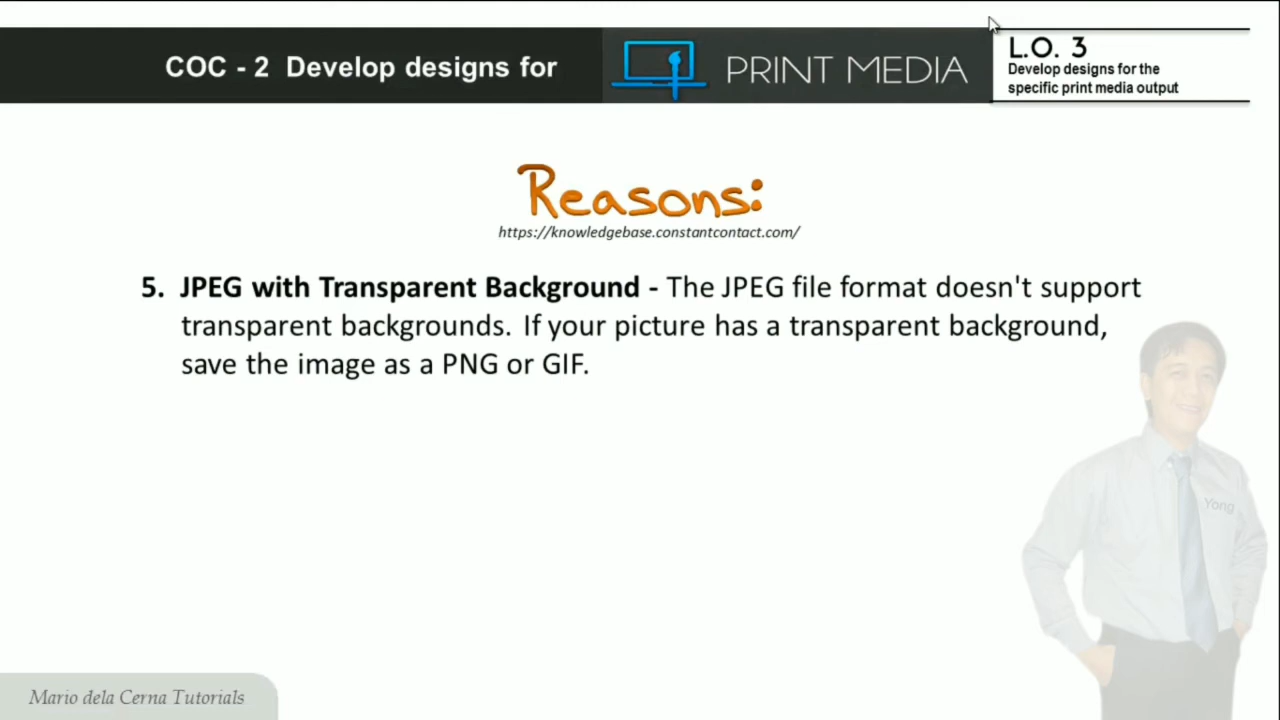 COC - 2 Develop designs for
PRINT MEDIA
L.O. 3
Develop designs for the
specific print media output
Reasons:
https://knowledgebase.constantcontact.com/
5. JPEG with Transparent Background - The JPEG file format doesn't support
transparent backgrounds. If your picture has a transparent background,
save the image as a PNG or GIF.
Yong
Mario dela Cerna Tutorials